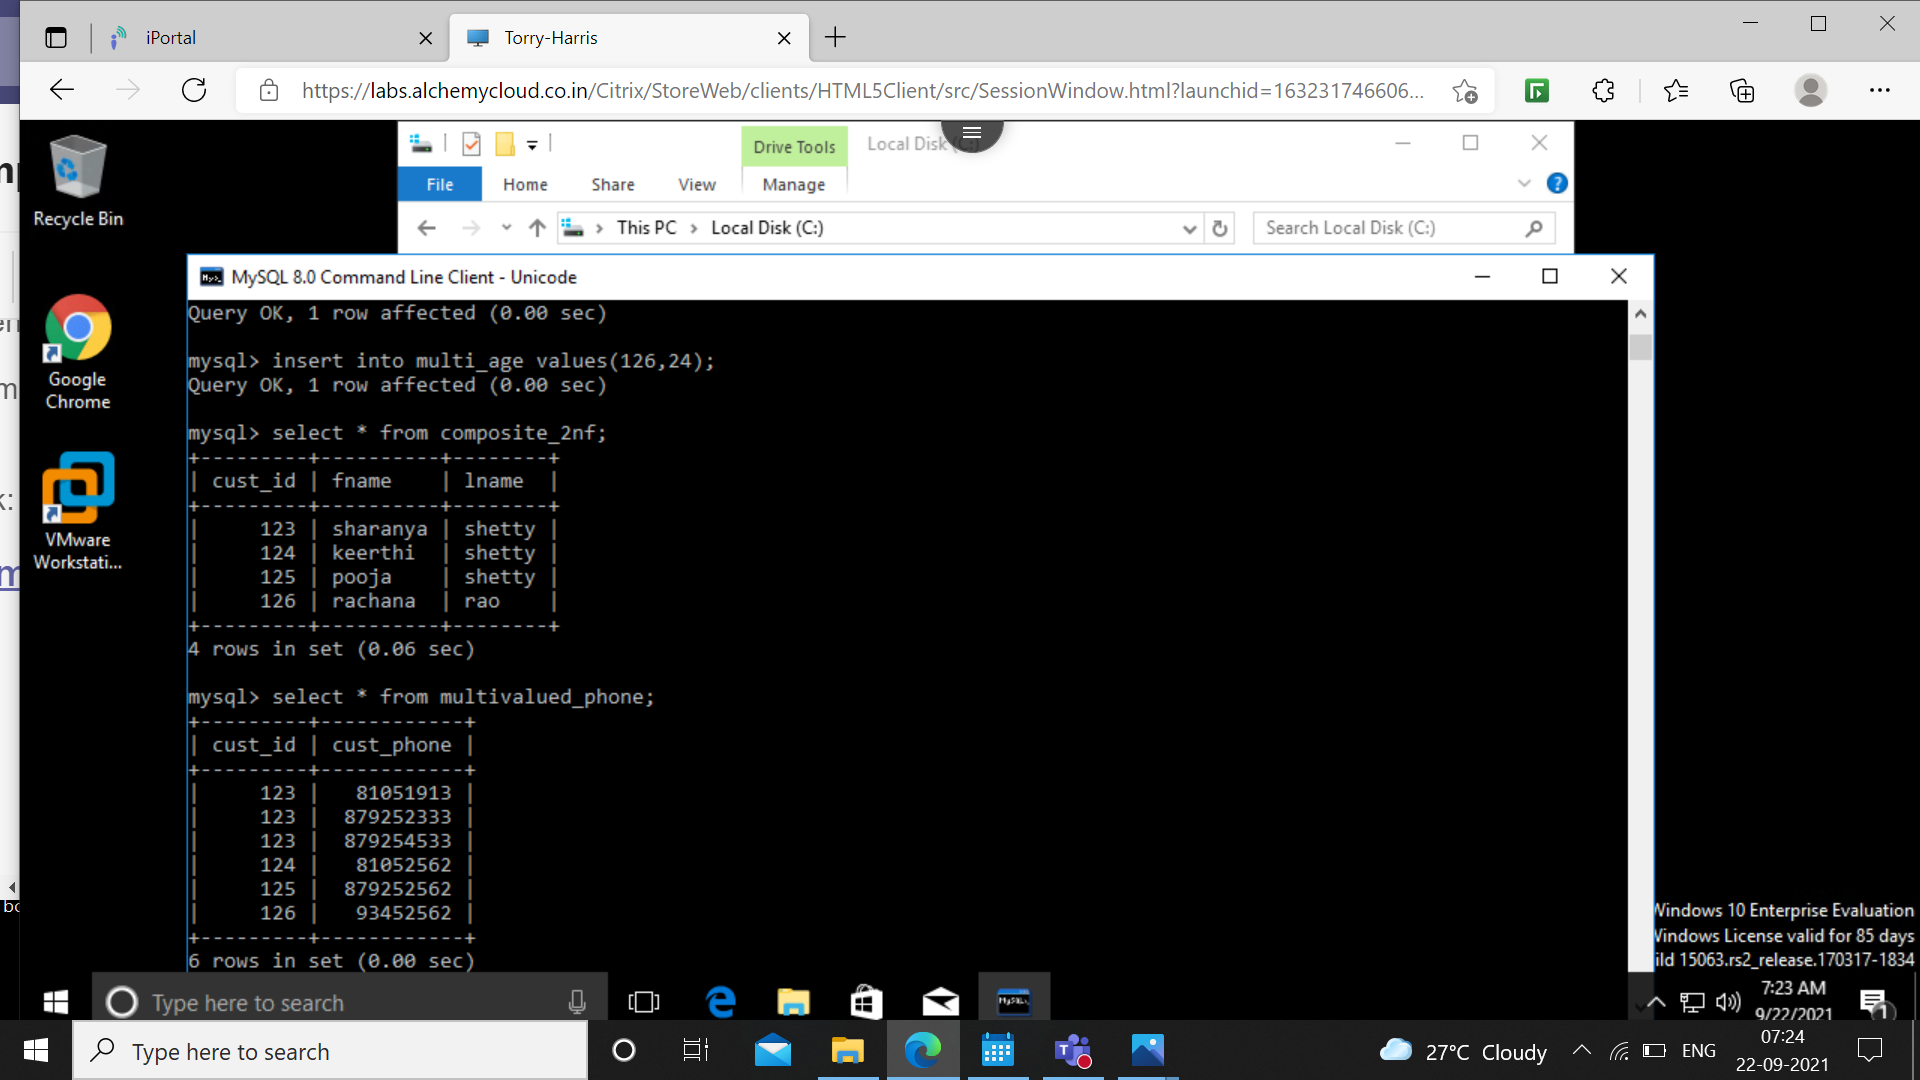 iPortal
Torry-Harris
https://labs.alchemycloud.co.in/Citrix/StoreWeb/clients/HTML5Client/src/SessionWindow.html?launchid=163231746606...
Recycle Bin
Drive Tools
Local Disk (C:)
File Home Share View Manage
This PC > Local Disk (C:)
Search Local Disk (C:)
MySQL 8.0 Command Line Client - Unicode
Google
Chrome
VMware
Workstati...
Query OK, 1 row affected (0.00 sec)
mysql> insert into multi_age values(126,24);
Query OK, 1 row affected (0.00 sec)
mysql> select * from composite_2nf;
+---------+----------+--------+
| cust_id | fname    | lname  |
+---------+----------+--------+
|     123 | sharanya | shetty |
|     124 | keerthi  | shetty |
|     125 | pooja    | shetty |
|     126 | rachana  | rao    |
+---------+----------+--------+
4 rows in set (0.06 sec)
mysql> select * from multivalued_phone;
+---------+------------+
| cust_id | cust_phone |
+---------+------------+
|     123 |   81051913 |
|     123 |  879252333 |
|     123 |  879254533 |
|     124 |   81052562 |
|     125 |  879252562 |
|     126 |   93452562 |
+---------+------------+
6 rows in set (0.00 sec)
Windows 10 Enterprise Evaluation
Windows License valid for 85 days
ild 15063.rs2_release.170317-1834
Type here to search
7:23 AM
9/22/2021
1
Type here to search
27°C Cloudy
ENG
07:24
22-09-2021